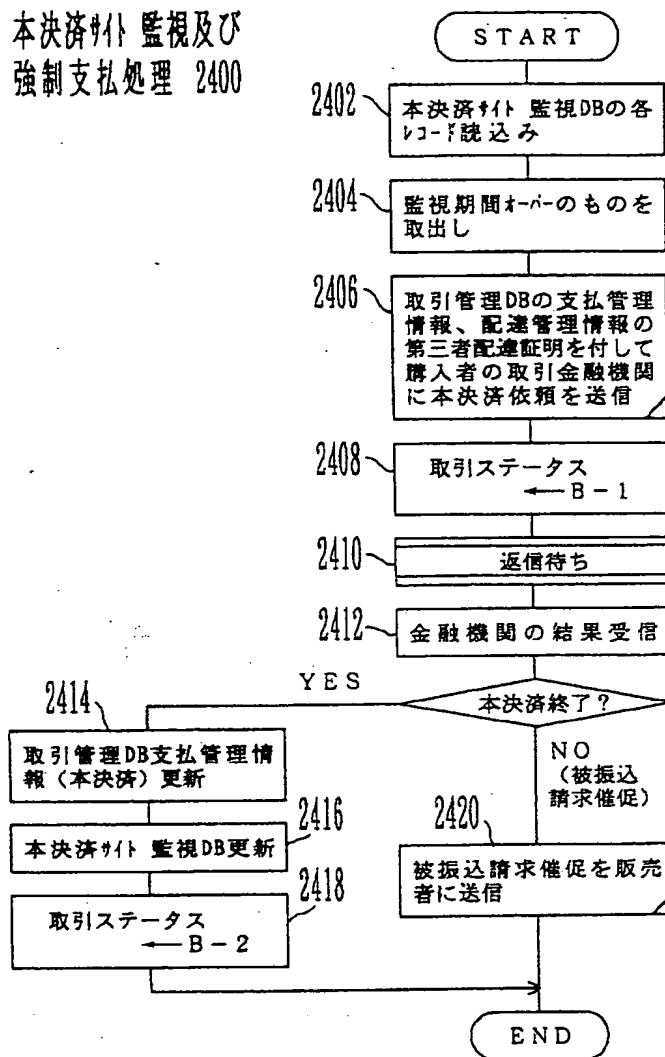 本決済ｻｲﾄ 監視及び
強制支払処理 2400
START
2402
本決済ｻｲﾄ 監視DBの各
ﾚｺｰﾄﾞ読込み
2404
監視期間ｵｰﾊﾞｰのものを
取出し
2406
取引管理DBの支払管理
情報、配達管理情報の
第三者配達証明を付して
購入者の取引金融機関
に本決済依頼を送信
2408
取引ステータス
←B-1
2410
返信待ち
2412
金融機関の結果受信
本決済終了？
YES
NO
（被振込
請求催促）
2414
取引管理DB支払管理情
報（本決済）更新
2416
本決済ｻｲﾄ 監視DB更新
2418
取引ステータス
←B-2
2420
被振込請求催促を販売
者に送信
END